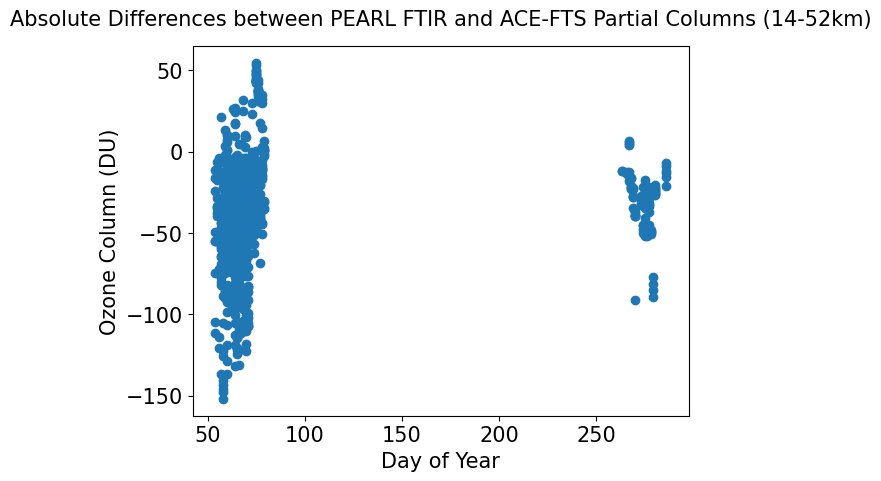 Absolute Differences between PEARL FTIR and ACE-FTS Partial Columns (14-52km)
50
0
−50
−100
−150
Ozone Column (DU)
50 100 150 200 250
Day of Year